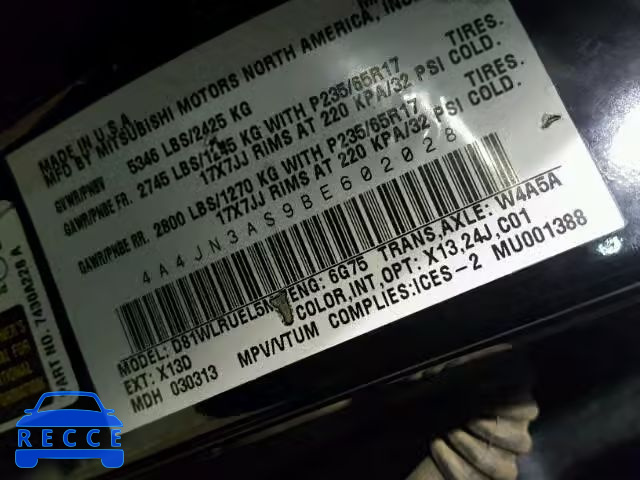 MADE IN U.S.A.
MFD BY MITSUBISHI MOTORS NORTH AMERICA, INC.
GVWR/PNBV 5346 LBS/2425 KG
GAWR/PNBE FR. 2745 LBS/1245 KG WITH P235/65R17 TIRES.
17X7JJ RIMS AT 220 KPA/32 PSI COLD.
GAWR/PNBE RR. 2800 LBS/1270 KG WITH P235/65R17 TIRES.
17X7JJ RIMS AT 220 KPA/32 PSI COLD.
4A4JN3AS9BE602028
MODEL: D81WLRUEL5M ENG: 6G75 TRANS,AXLE: W4A5A
EXT: X13D COLOR,INT,OPT: X13,24J,C01
MDH 030313 MPV/VTUM COMPLIES:ICES-2 MU001388
PART NO. 7490A228 A
RECCE